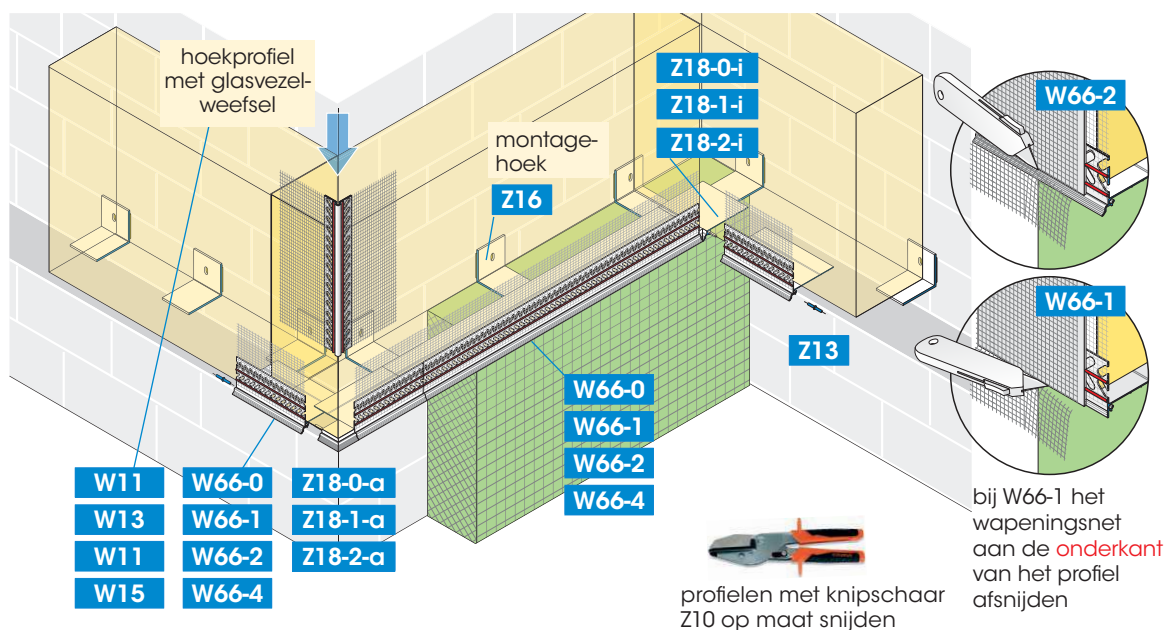 hoekprofiel
met glasvezel-
weefsel
montage-
hoek
Z16
Z18-0-i
Z18-1-i
Z18-2-i
W66-2
W66-1
Z13
W66-0
W66-1
W66-2
W66-4
W11
W13
W11
W15
W66-0
W66-1
W66-2
W66-4
Z18-0-a
Z18-1-a
Z18-2-a
profielen met knipschaar
Z10 op maat snijden
bij W66-1 het
wapeningsnet
aan de onderkant
van het profiel
afsnijden